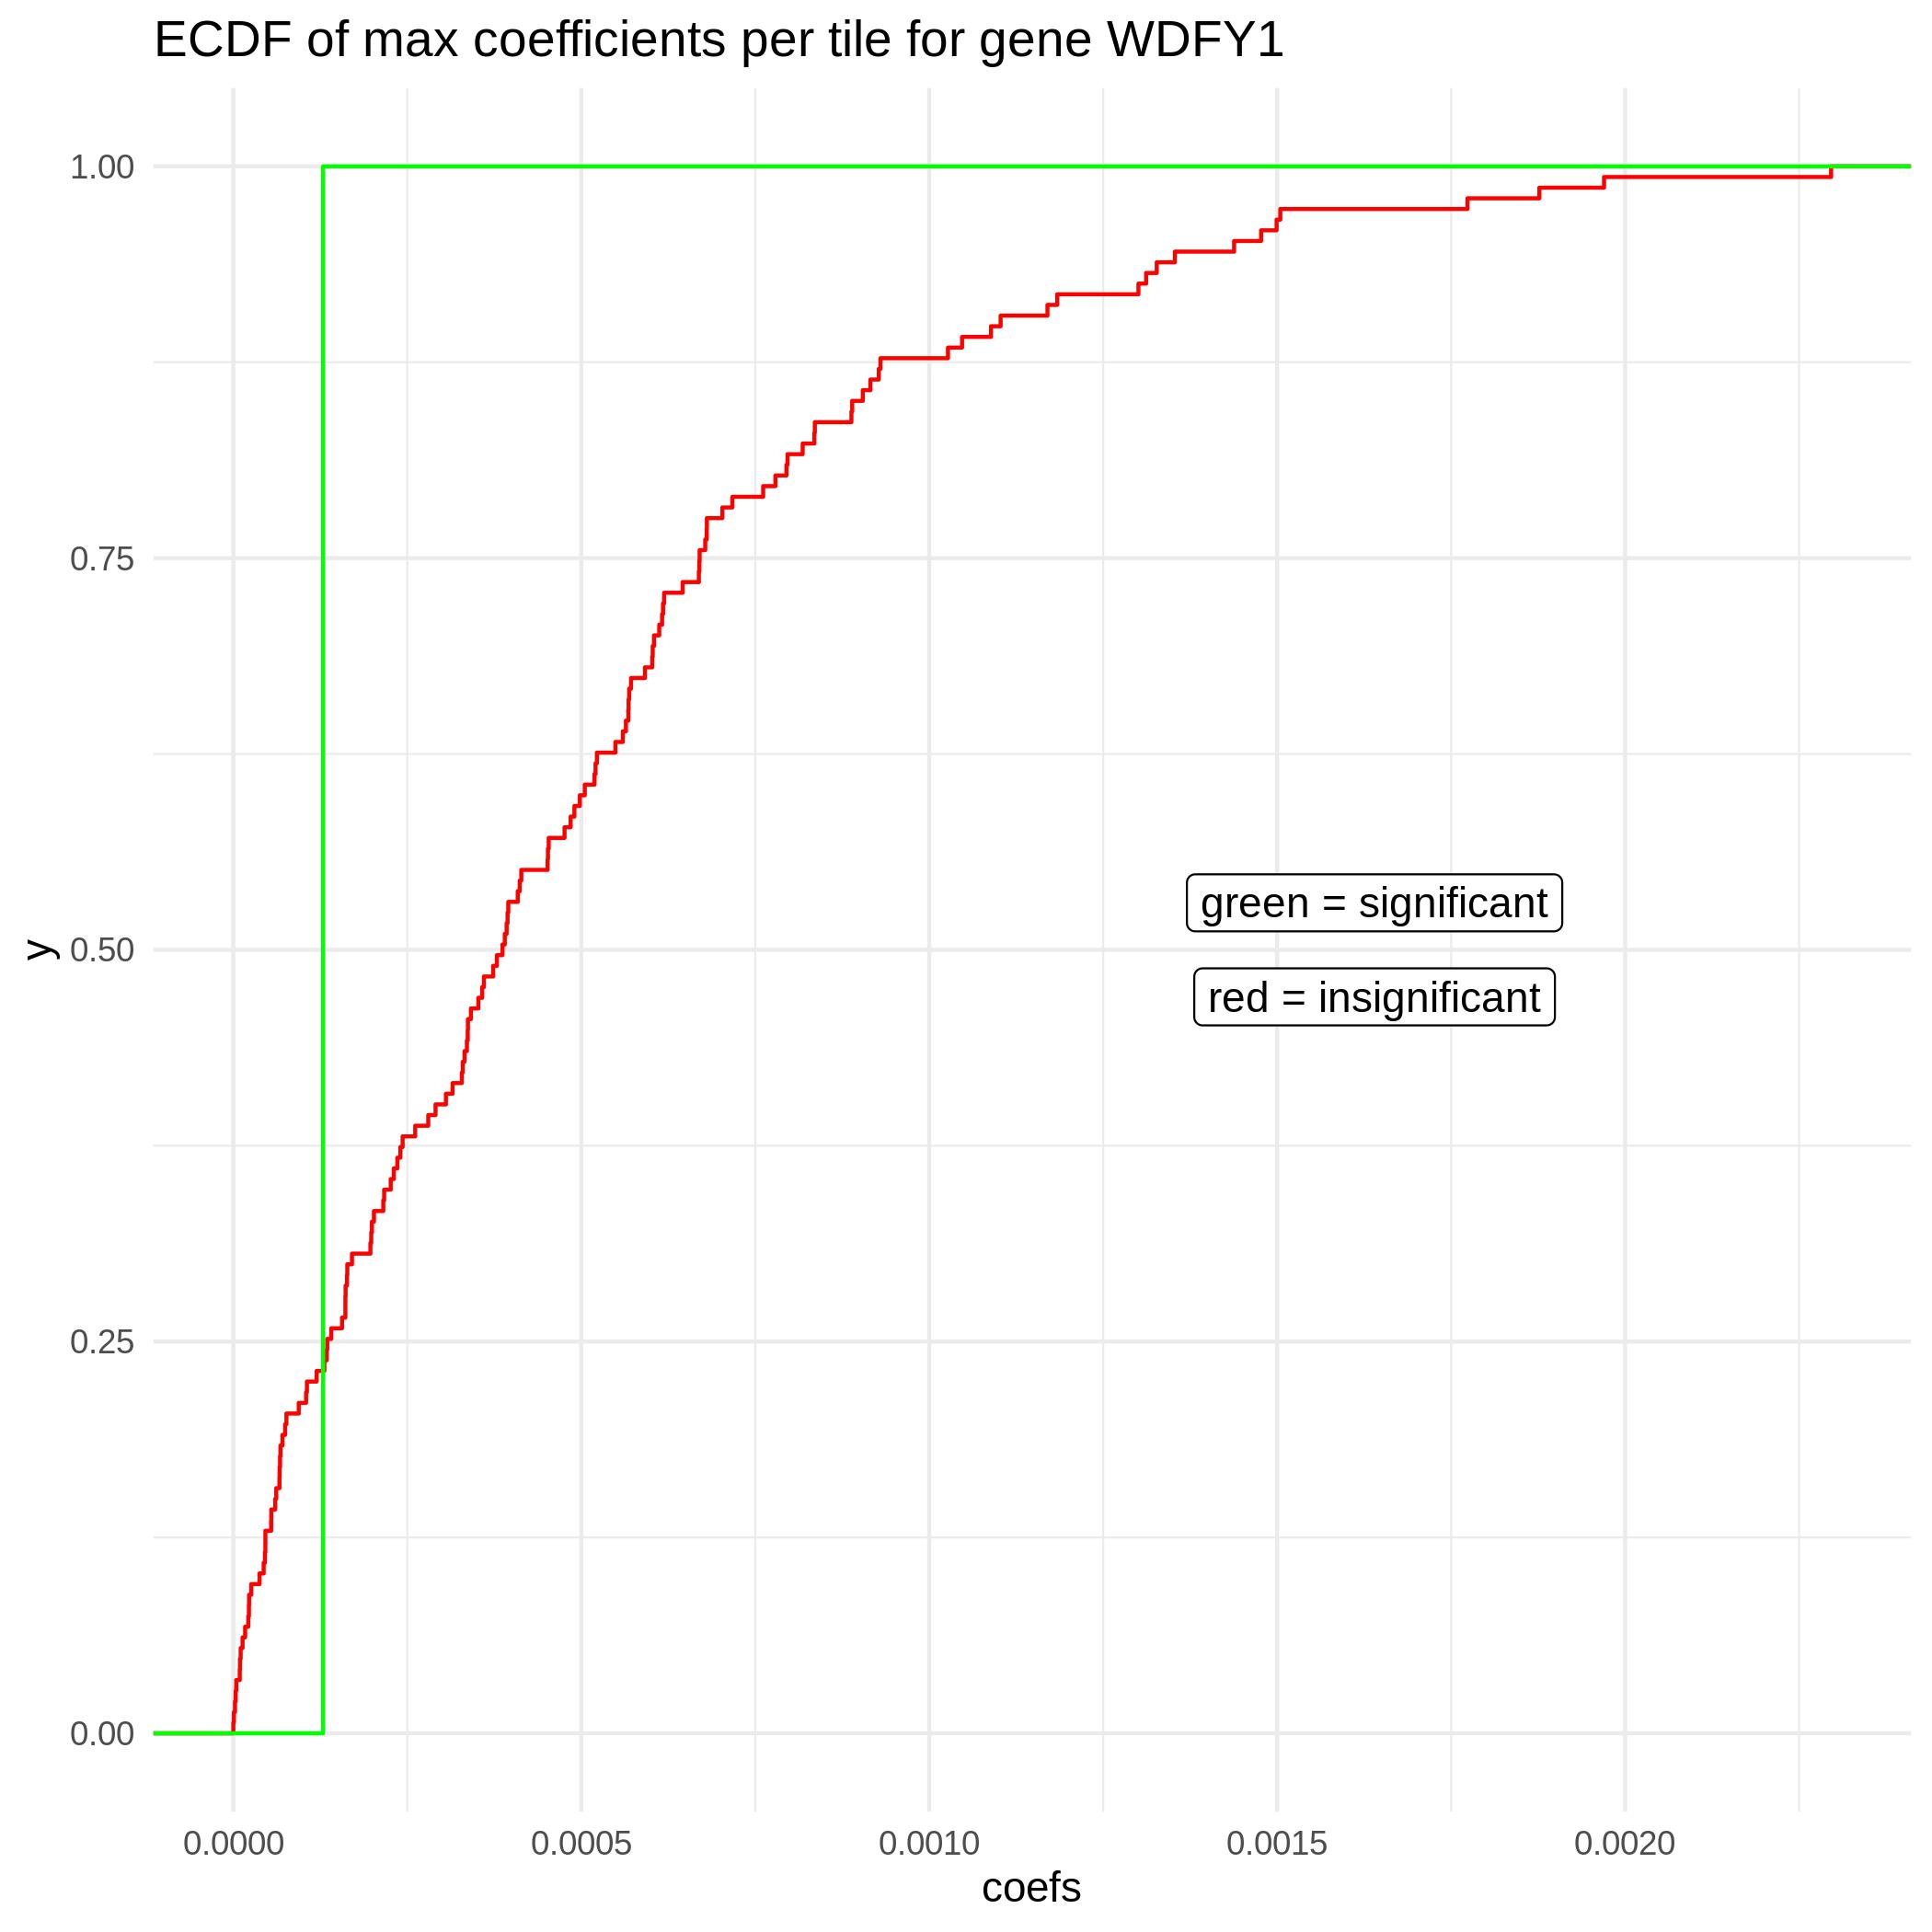 ECDF of max coefficients per tile for gene WDFY1
1.00
0.75
0.50
0.25
0.00
y
green = significant
red = insignificant
0.0000 0.0005 0.0010 0.0015 0.0020
coefs